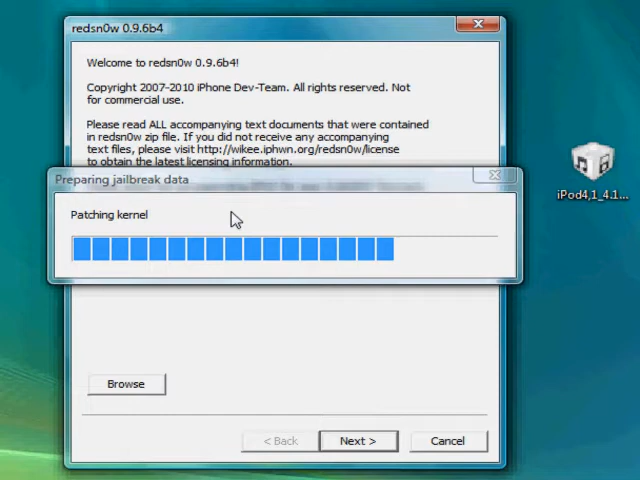 redsn0w 0.9.6b4
Welcome to redsn0w 0.9.6b4!
Copyright 2007-2010 iPhone Dev-Team. All rights reserved. Not
for commercial use.
Please read ALL accompanying text documents that were contained
in redsn0w zip file. If you did not receive any accompanying
text files, please visit http://wikee.iphwn.org/redsn0w/license
to obtain the latest licensing information.
Preparing jailbreak data
Patching kernel
iPod4,1_4.1...
Browse
< Back
Next >
Cancel